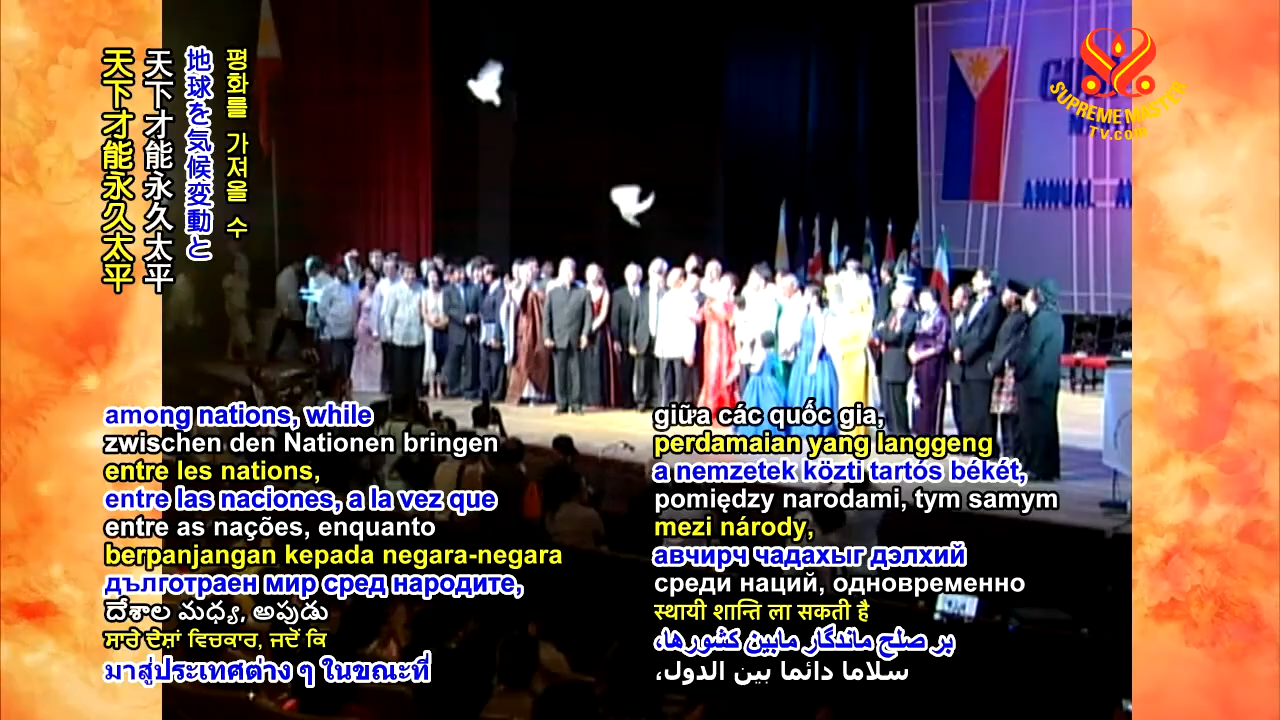 平화를 가져올 수
地球を気候変動と
天下才能永久太平
天下才能永久太平
SUPREME MASTER
TV.com
ANNUAL
among nations, while
zwischen den Nationen bringen
entre les nations,
entre las naciones, a la vez que
entre as nações, enquanto
berpanjangan kepada negara-negara
дълготраен мир сред народите,
దేశాల మధ్య, అపుడు
ਸਾਰੇ ਦੇਸ਼ਾਂ ਵਿਚਕਾਰ, ਜਦੋਂ ਕਿ
มาสู่ประเทศต่าง ๆ ในขณะที่
giữa các quốc gia,
perdamaian yang langgeng
a nemzetek közti tartós békét,
pomiędzy narodami, tym samym
mezi národy,
авчирч чадахыг дэлхий
среди наций, одновременно
स्थायी शान्ति ला सकती है
بر صلح ماندگار مابین کشورها،
سلاما دائما بين الدول،